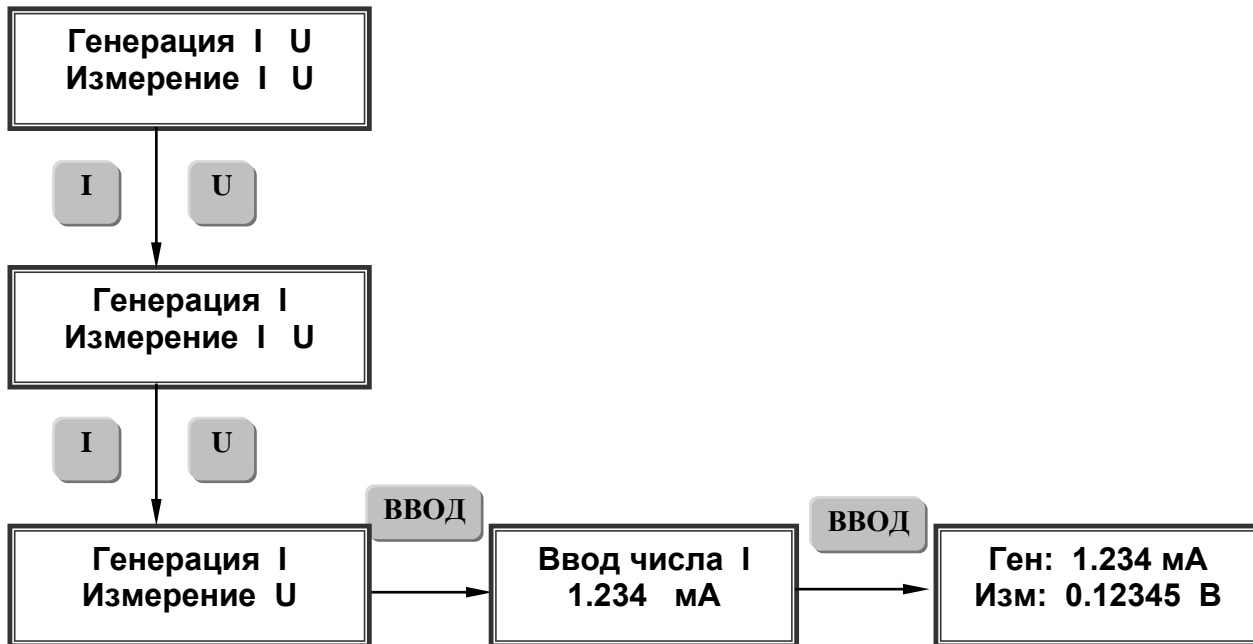 Генерация I U
Измерение I U
I U
Генерация I
Измерение I U
I U
Генерация I
Измерение U
ВВОД
Ввод числа I
1.234 мА
ВВОД
Ген: 1.234 мА
Изм: 0.12345 В